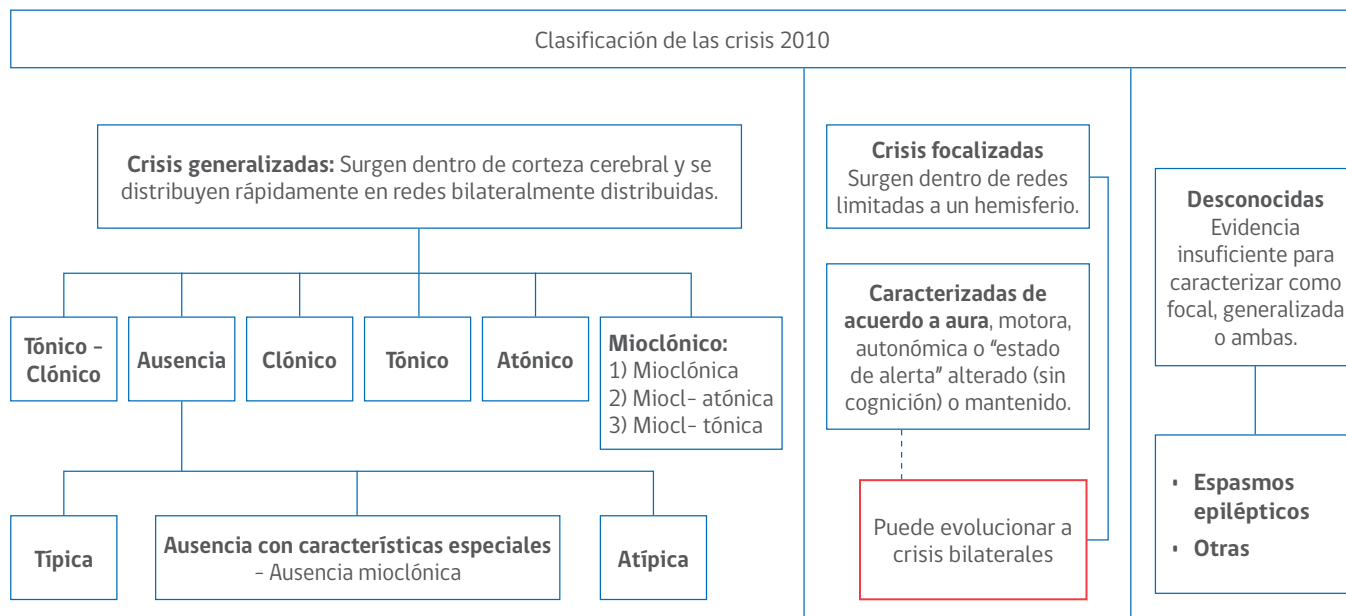 Clasificación de las crisis 2010
Crisis generalizadas: Surgen dentro de corteza cerebral y se
distribuyen rápidamente en redes bilateralmente distribuidas.
Tónico –
Clónico
Ausencia
Clónico
Tónico
Atónico
Mioclónico:
1) Mioclónica
2) Miocl- atónica
3) Miocl- tónica
Típica
Ausencia con características especiales
- Ausencia mioclónica
Atípica
Crisis focalizadas
Surgen dentro de redes
limitadas a un hemisferio.
Caracterizadas de
acuerdo a aura, motora,
autonómica o "estado
de alerta" alterado (sin
cognición) o mantenido.
Puede evolucionar a
crisis bilaterales
Desconocidas
Evidencia
insuficiente para
caracterizar como
focal, generalizada
o ambas.
• Espasmos
epilépticos
• Otras